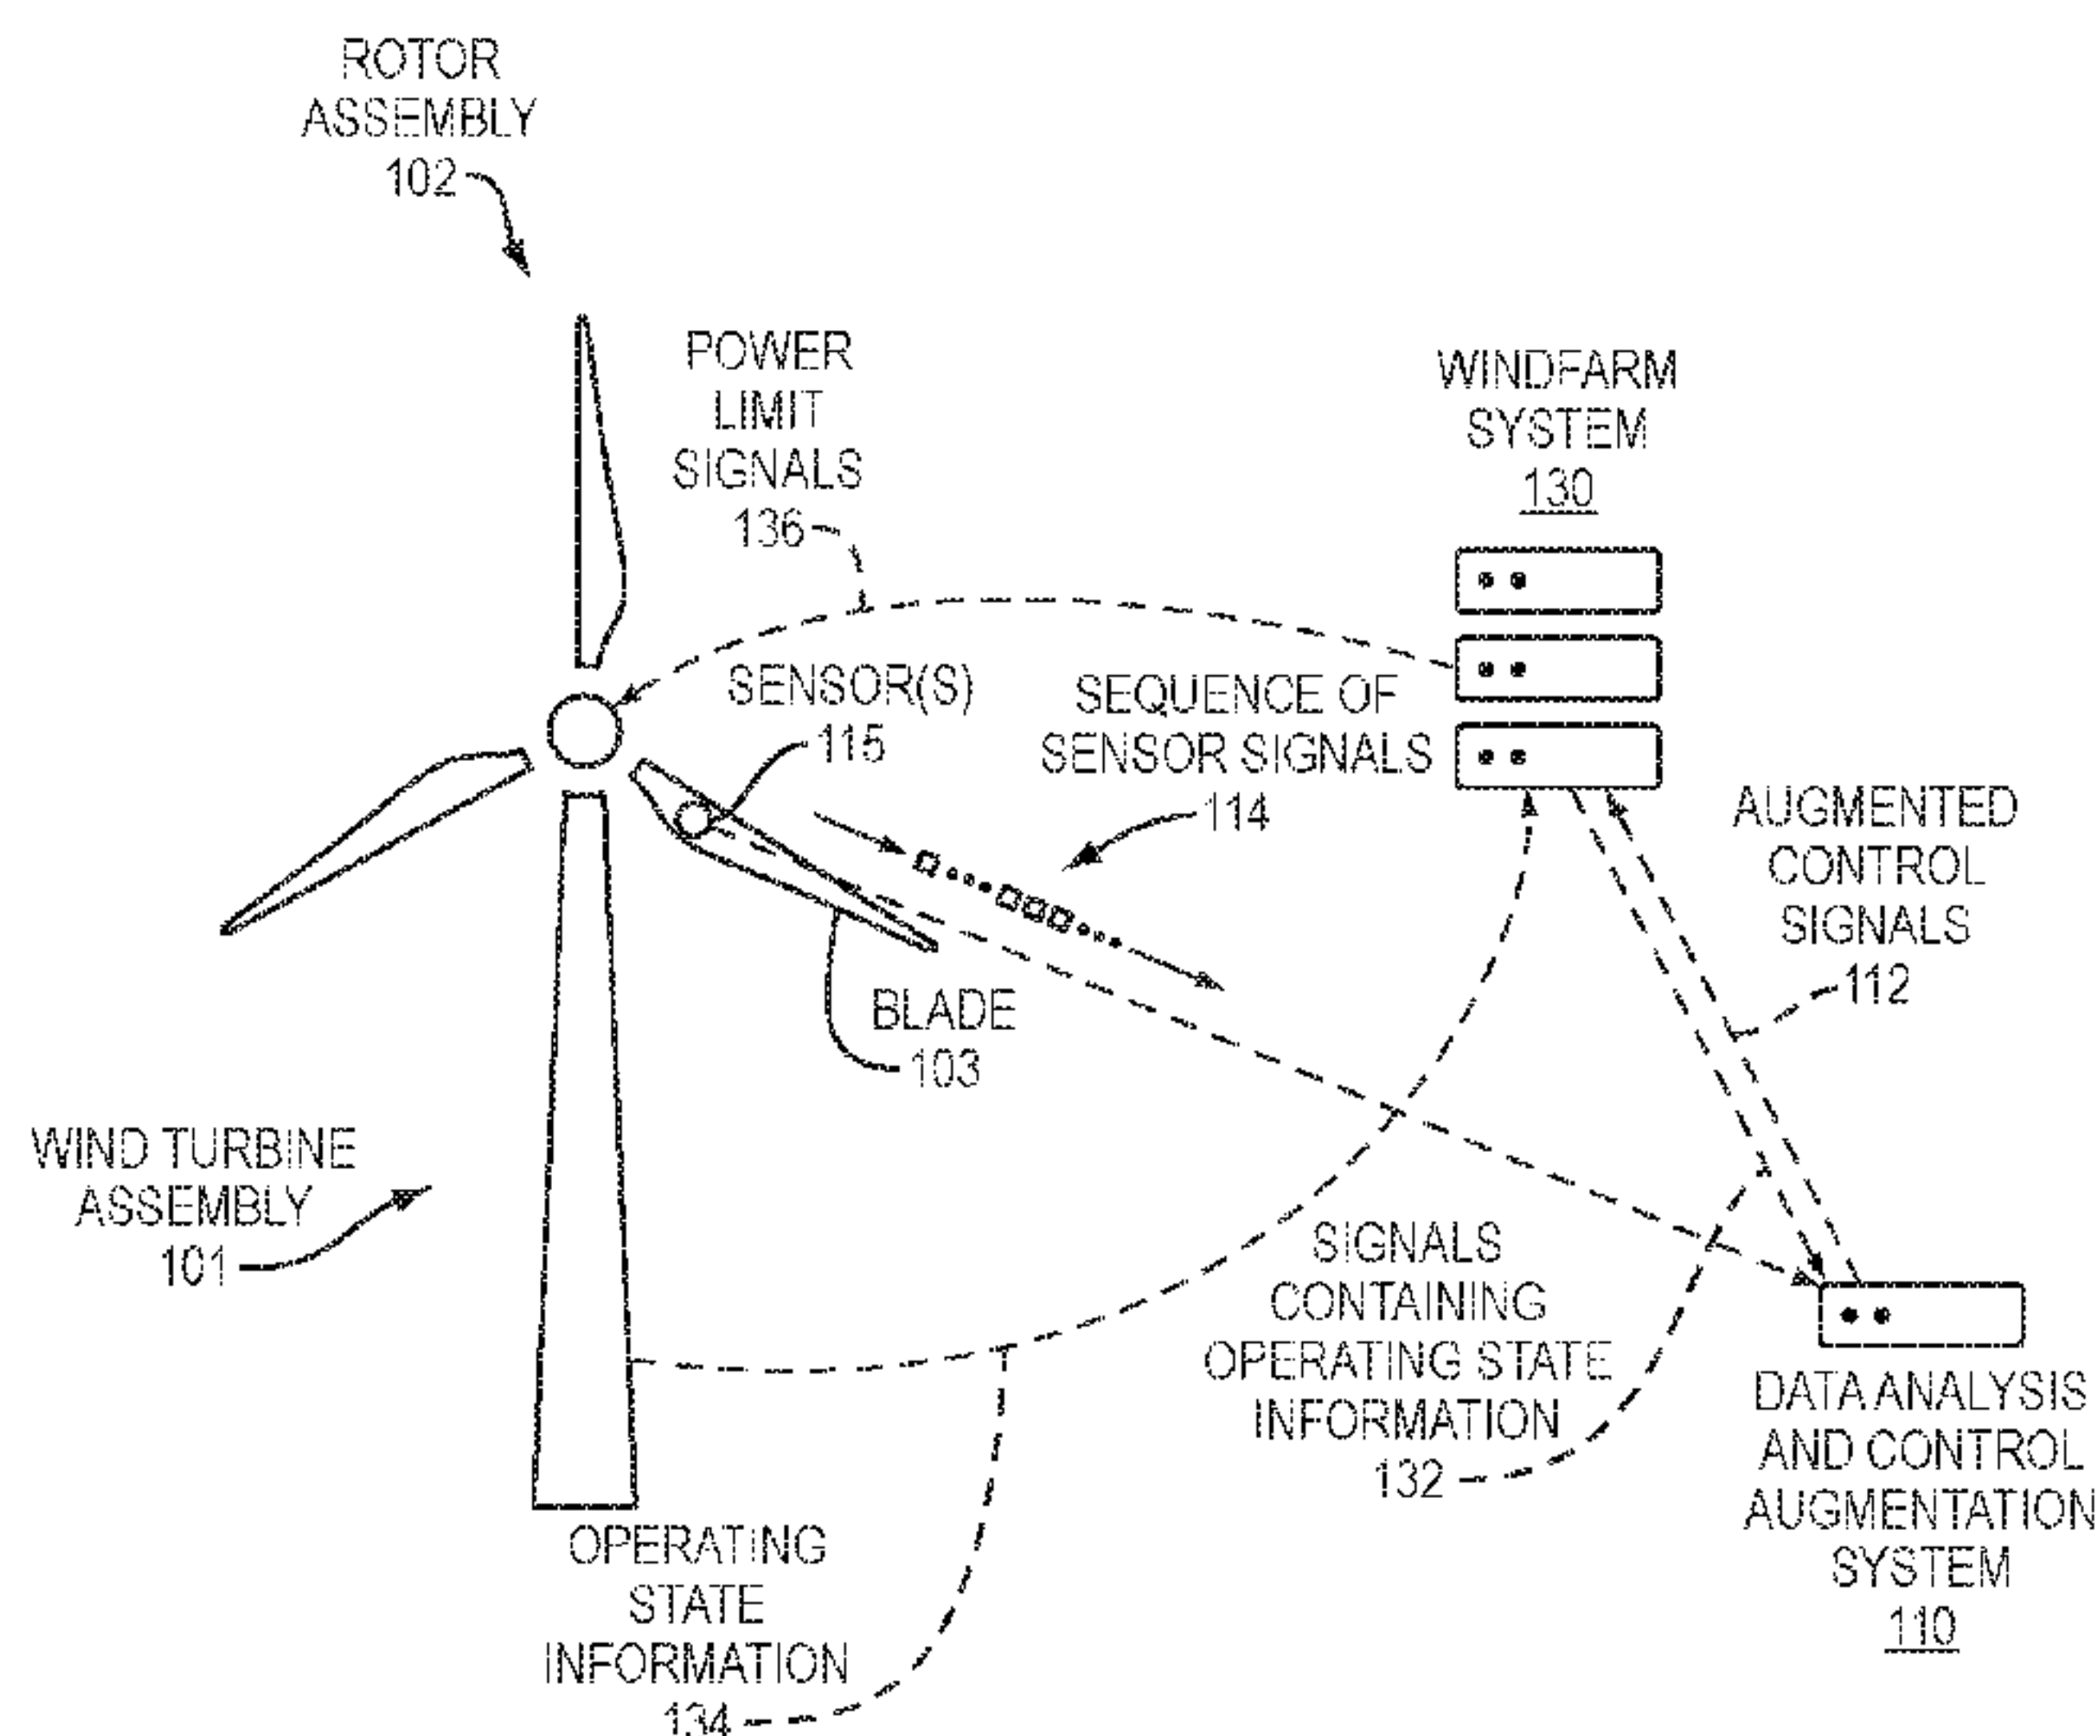 ROTOR
ASSEMBLY
102
POWER
LIMIT
SIGNALS
136
WINDFARM
SYSTEM
130
SENSOR(S)
115
SEQUENCE OF
SENSOR SIGNALS
114
AUGMENTED
CONTROL
SIGNALS
112
BLADE
103
WIND TURBINE
ASSEMBLY
101
SIGNALS
CONTAINING
OPERATING STATE
INFORMATION
132
DATA ANALYSIS
AND CONTROL
AUGMENTATION
SYSTEM
110
OPERATING
STATE
INFORMATION
134